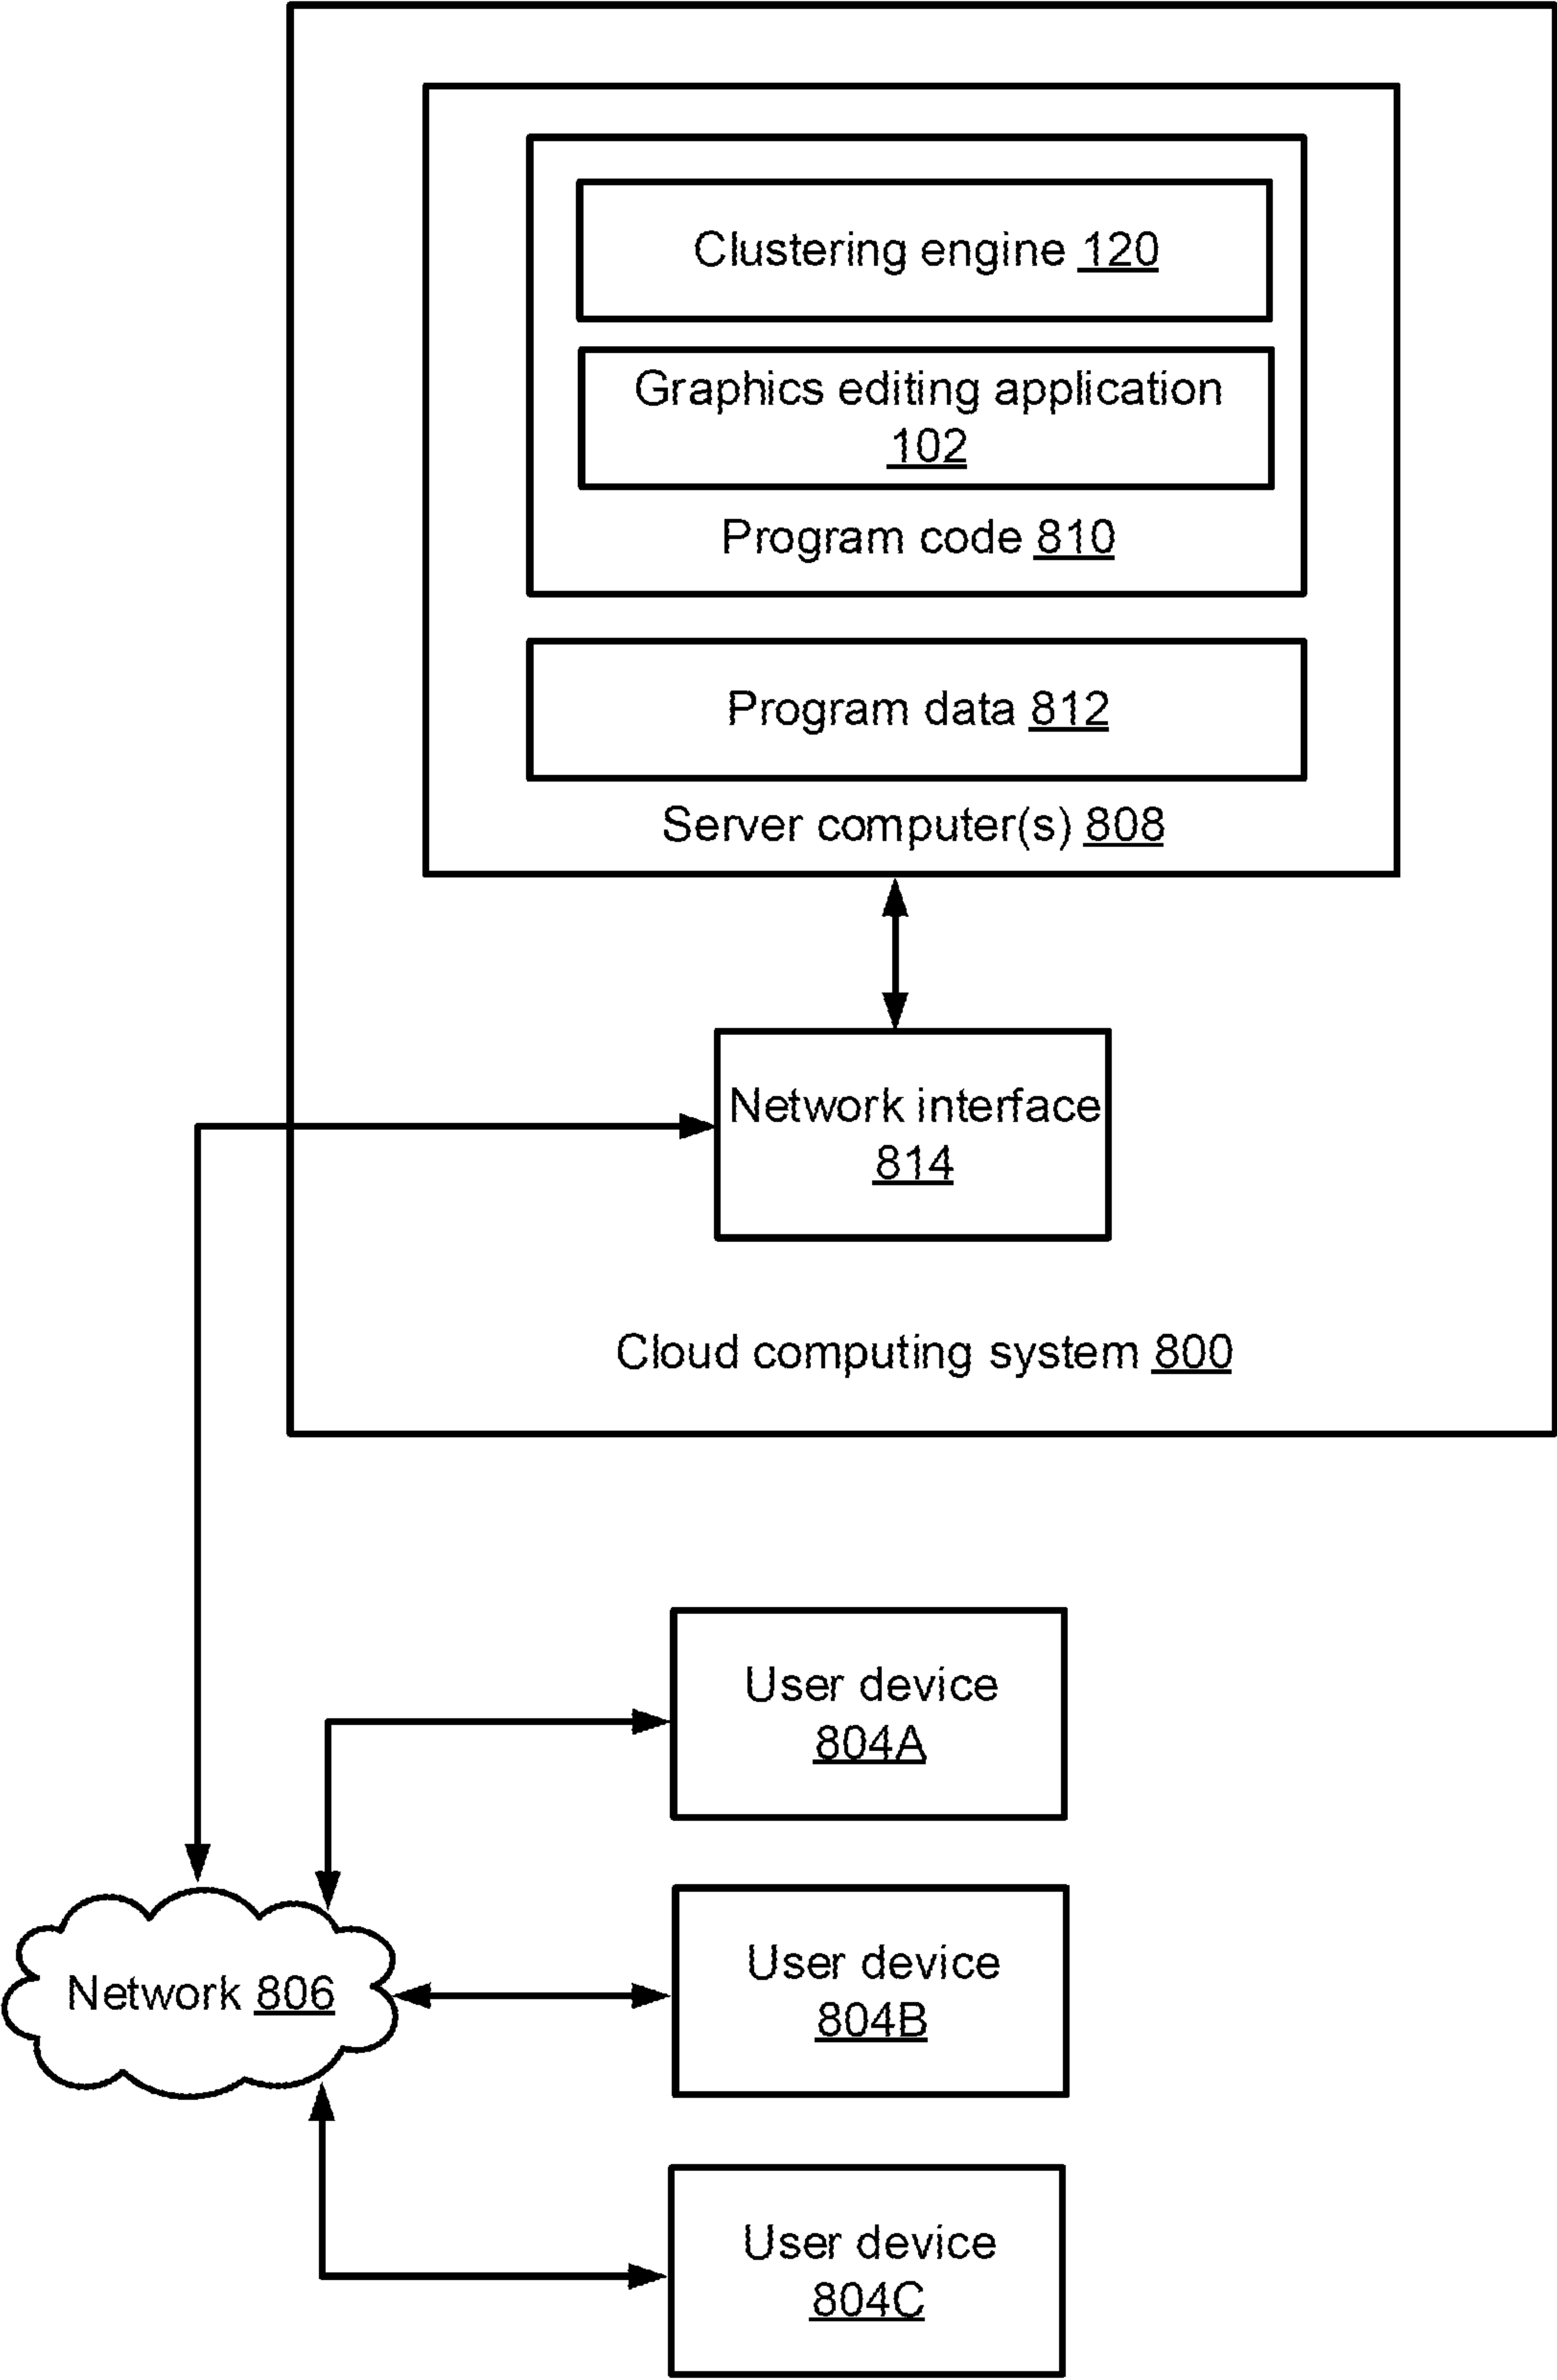 Clustering engine 120
Graphics editing application
102
Program code 810
Program data 812
Server computer(s) 808
Network interface
814
Cloud computing system 800
User device
804A
Network 806
User device
804B
User device
804C